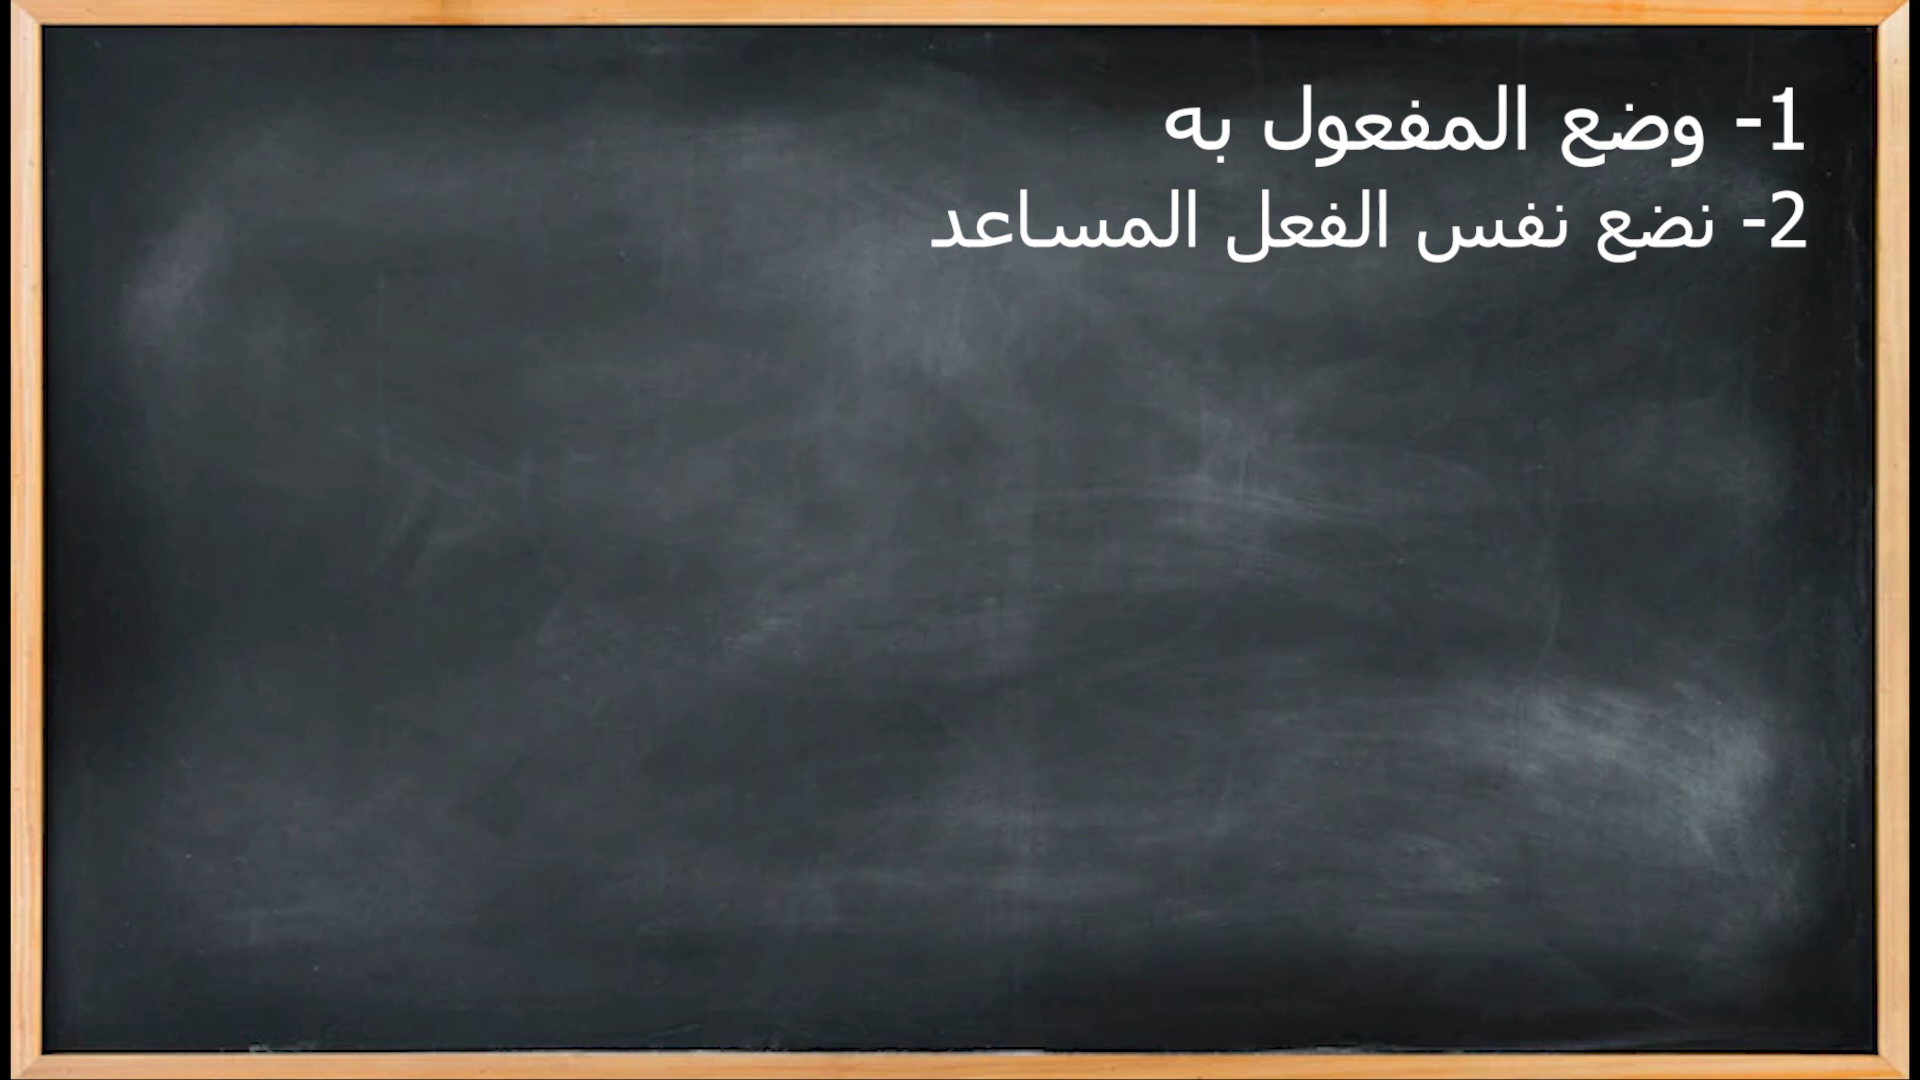 1- وضع المفعول به
2- نضع نفس الفعل المساعد